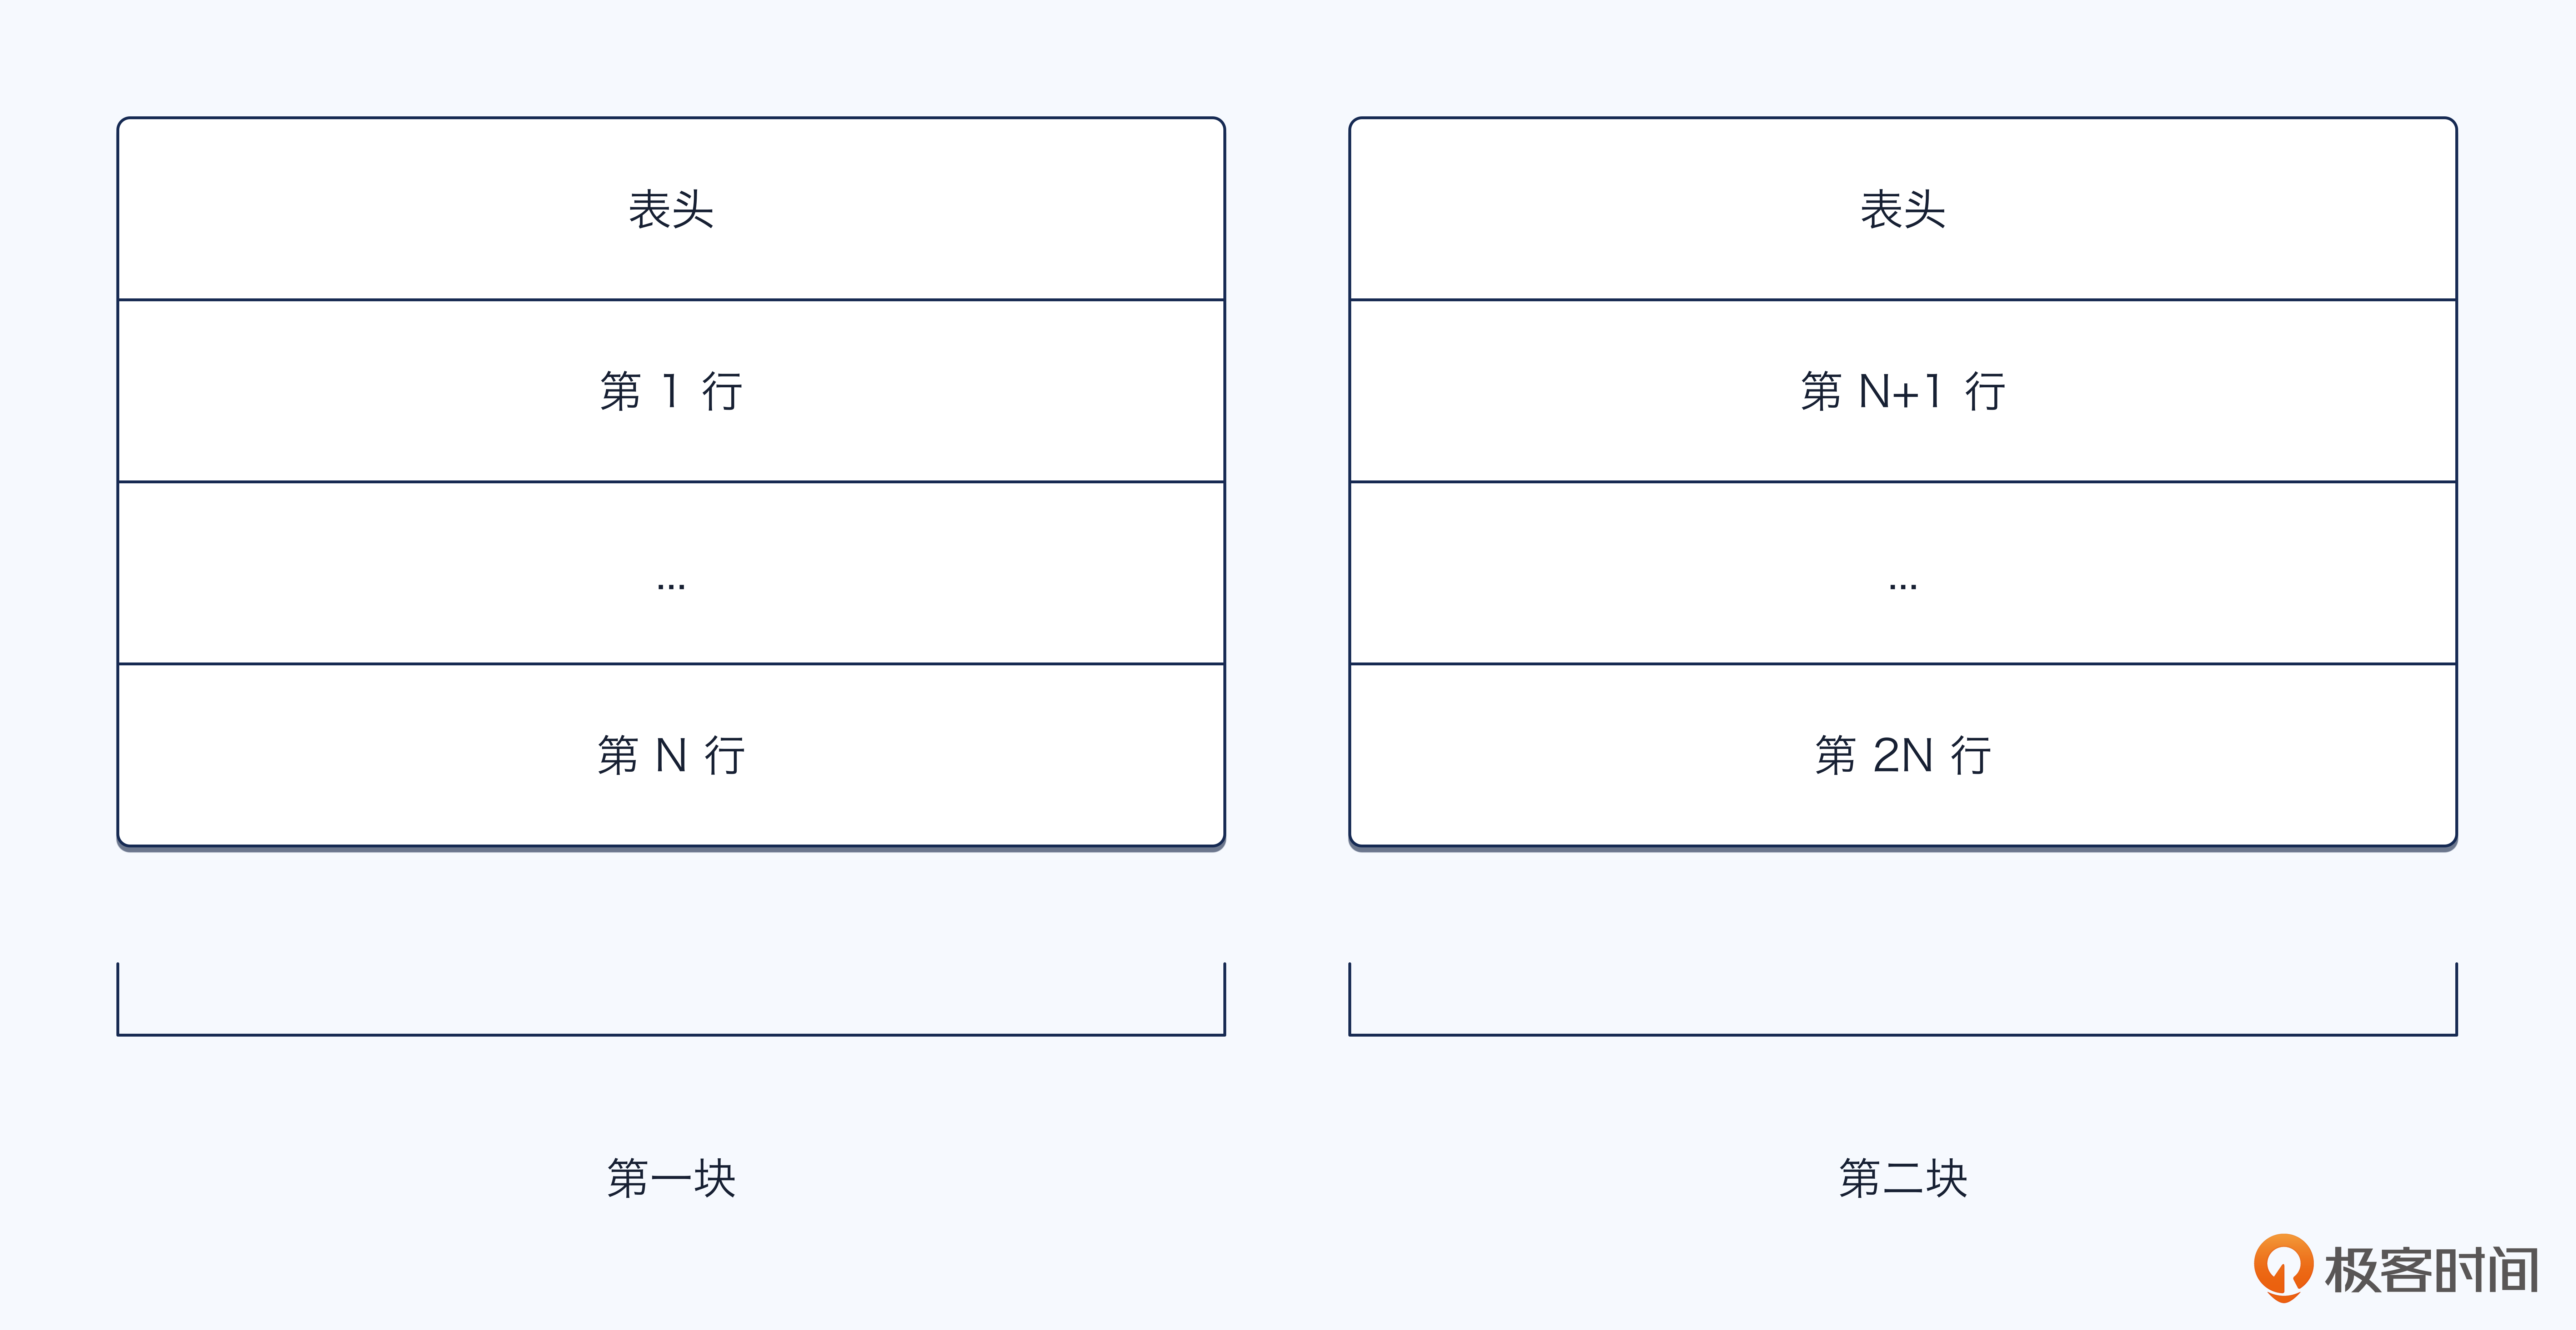 表头
第 1 行
...
第 N 行
第一块
表头
第 N+1 行
...
第 2N 行
第二块
极客时间